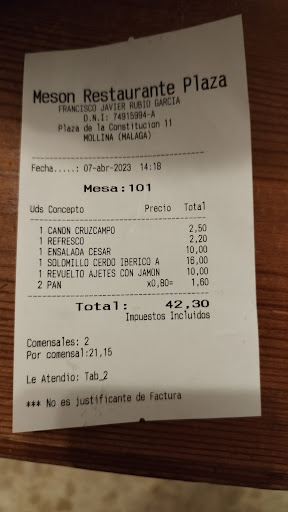 Meson Restaurante Plaza
FRANCISCO JAVIER RUBIO GARCIA
D.N.I: 74915994-A
Plaza de la Constitucion 11
MOLLINA (MALAGA)
Fecha.....: 07-abr-2023 14:18
Mesa:101
Uds Concepto Precio Total
1 CAÑON CRUZCAMPO 2,50
1 REFRESCO 2,20
1 ENSALADA CESAR 10,00
1 SOLOMILLO CERDO IBERICO A 16,00
1 REVUELTO AJETES CON JAMON 10,00
2 PAN x0,80= 1,60
Total: 42,30
Impuestos Incluidos
Comensales: 2
Por comensal:21,15
Le Atendio: Tab_2
*** No es justificante de Factura